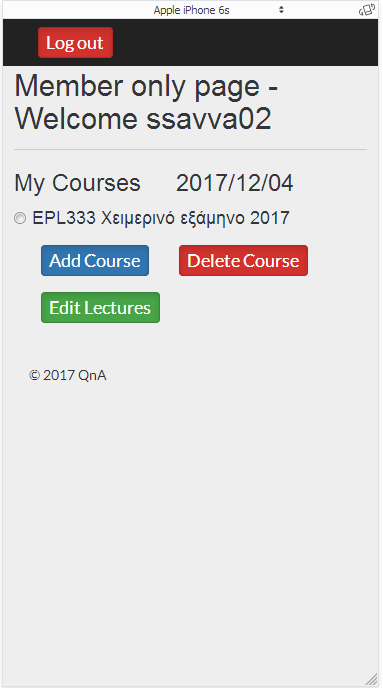 Apple iPhone 6s
Log out
Member only page -
Welcome ssavva02
My Courses 2017/12/04
EPL333 Χειμερινό εξάμηνο 2017
Add Course Delete Course
Edit Lectures
© 2017 QnA